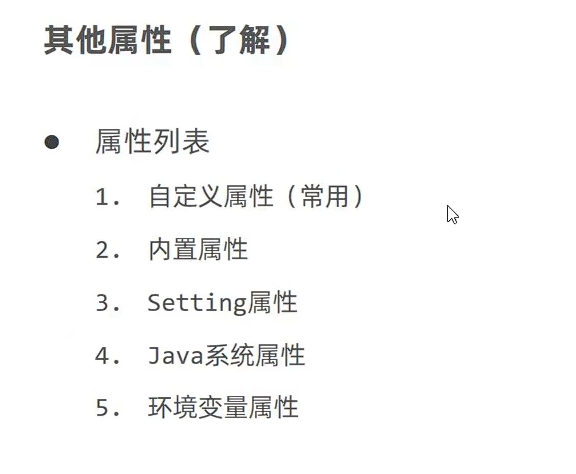 其他属性（了解）
● 属性列表
1. 自定义属性（常用）
2. 内置属性
3. Setting属性
4. Java系统属性
5. 环境变量属性